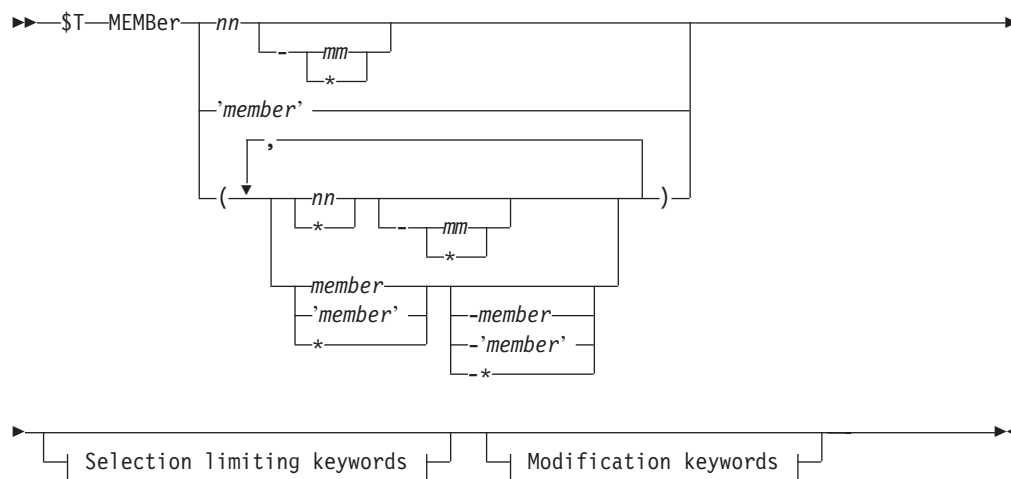 $T MEMBer nn
- mm
*
’member’
,
( nn - mm )
* *
member -member
’member’ -’member’
* -*
Selection limiting keywords Modification keywords